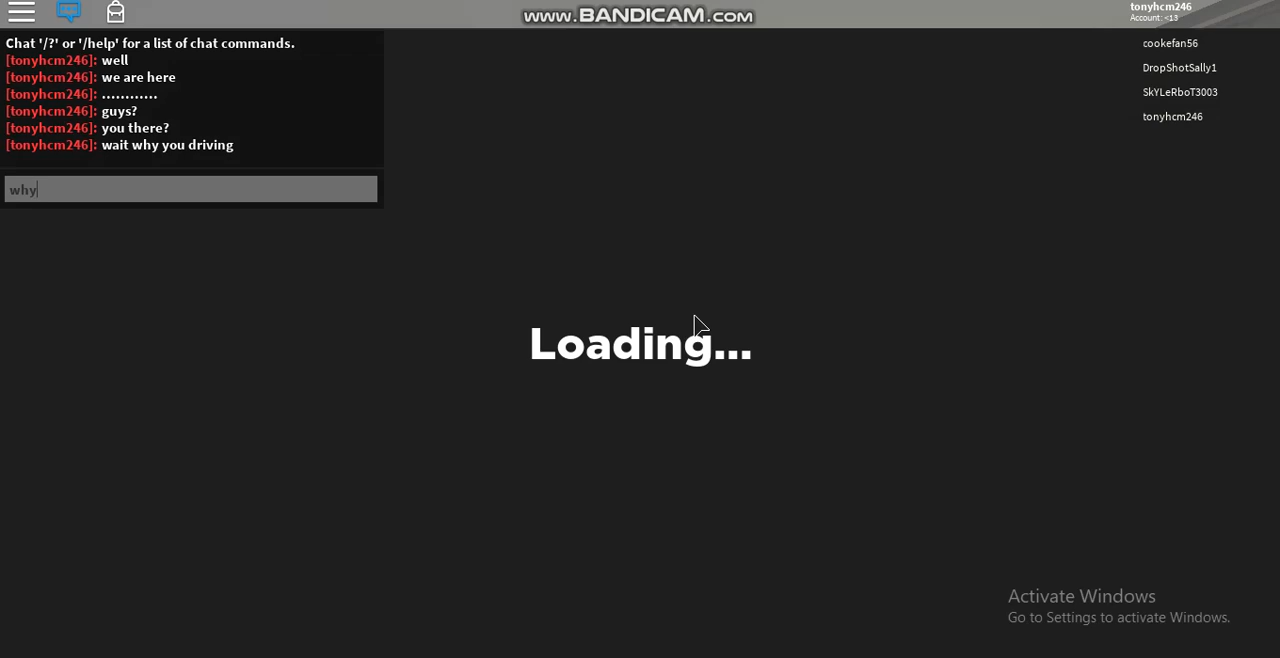 www.BANDICAM.com
tonyhcm246
Account: <13
Chat '/?' or '/help' for a list of chat commands.
[tonyhcm246]: well
[tonyhcm246]: we are here
[tonyhcm246]: ............
[tonyhcm246]: guys?
[tonyhcm246]: you there?
[tonyhcm246]: wait why you driving
why
cookefan56
DropShotSally1
SkYLeRboT3003
tonyhcm246
Loading...
Activate Windows
Go to Settings to activate Windows.